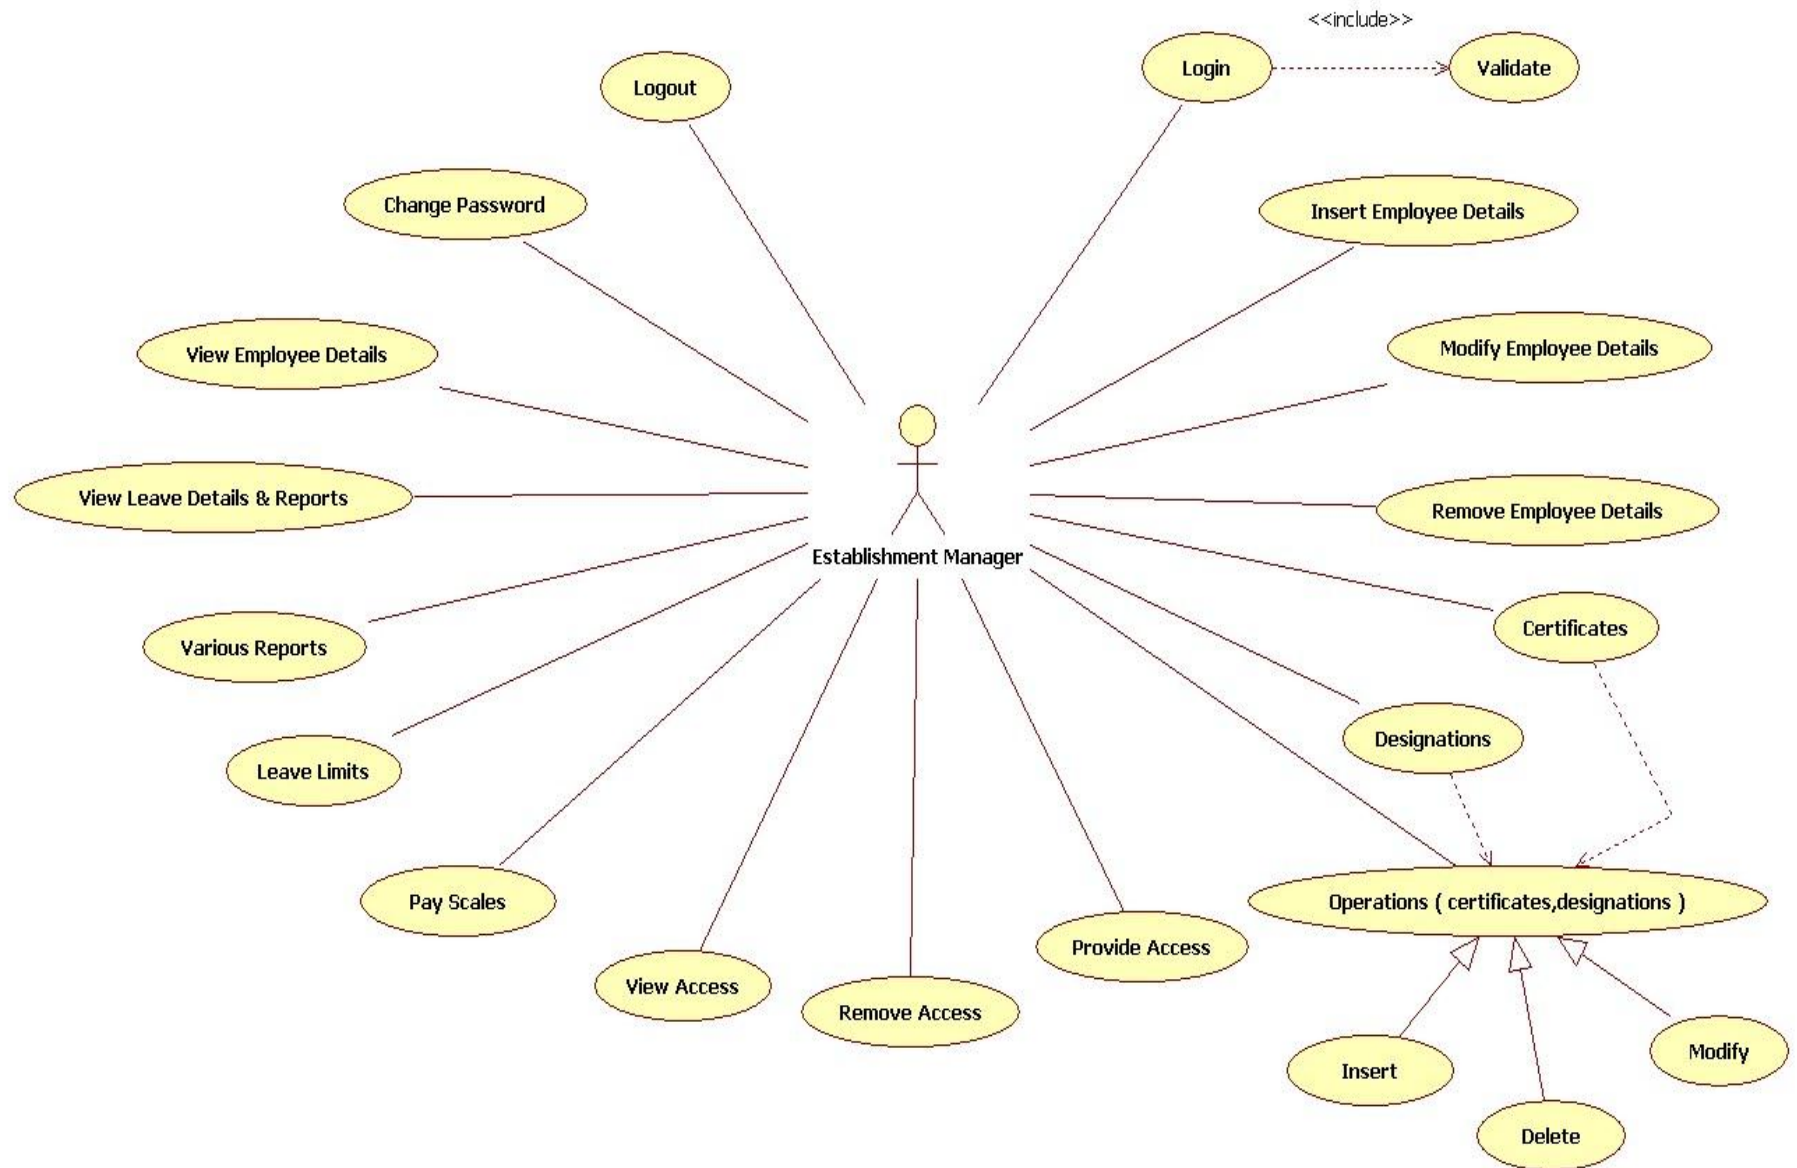 <<include>>
Login
Validate
Logout
Change Password
Insert Employee Details
View Employee Details
Modify Employee Details
View Leave Details & Reports
Remove Employee Details
Establishment Manager
Certificates
Various Reports
Designations
Leave Limits
Pay Scales
Operations ( certificates,designations )
Provide Access
View Access
Remove Access
Modify
Insert
Delete